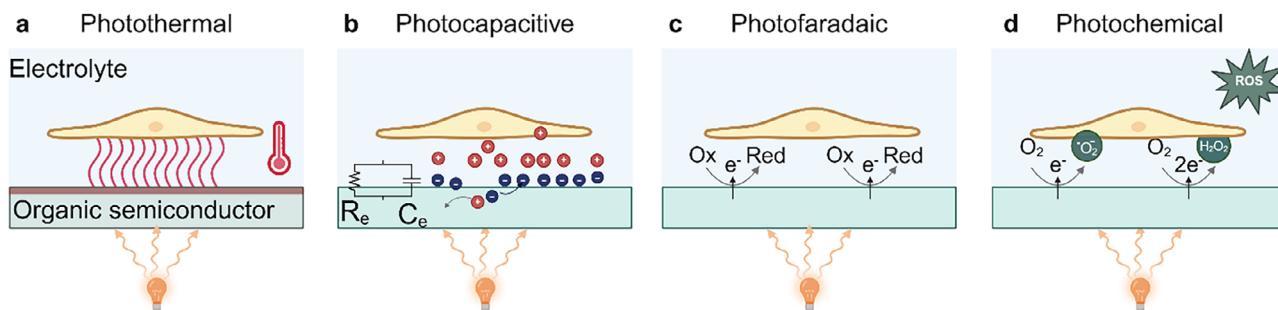 a Photothermal
b Photocapacitive
c Photofaradaic
d Photochemical
Electrolyte
Organic semiconductor
+ + + + + + + +
- - - - - - - -
+ -
Re Ce
Ox e- Red
Ox e- Red
ROS
O2 e- •O2-
O2 2e- H2O2